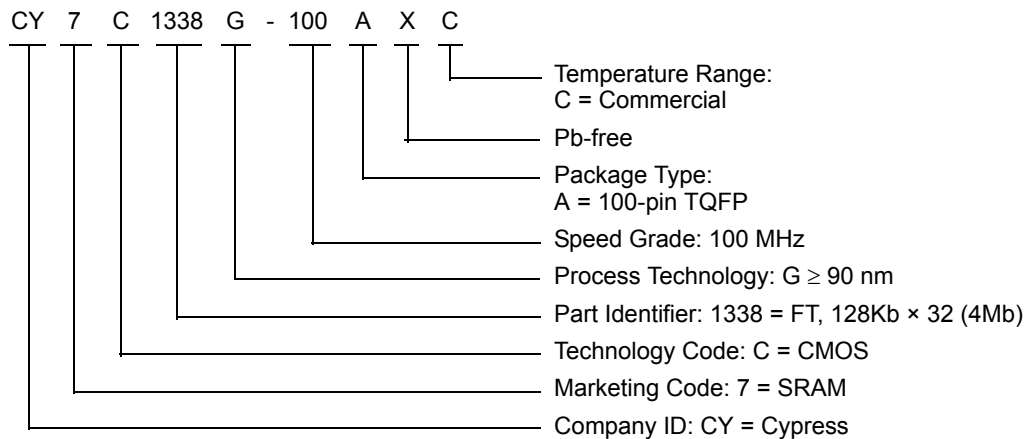 CY 7 C 1338 G - 100 A X C
Temperature Range:
C = Commercial
Pb-free
Package Type:
A = 100-pin TQFP
Speed Grade: 100 MHz
Process Technology: G ≥ 90 nm
Part Identifier: 1338 = FT, 128Kb × 32 (4Mb)
Technology Code: C = CMOS
Marketing Code: 7 = SRAM
Company ID: CY = Cypress